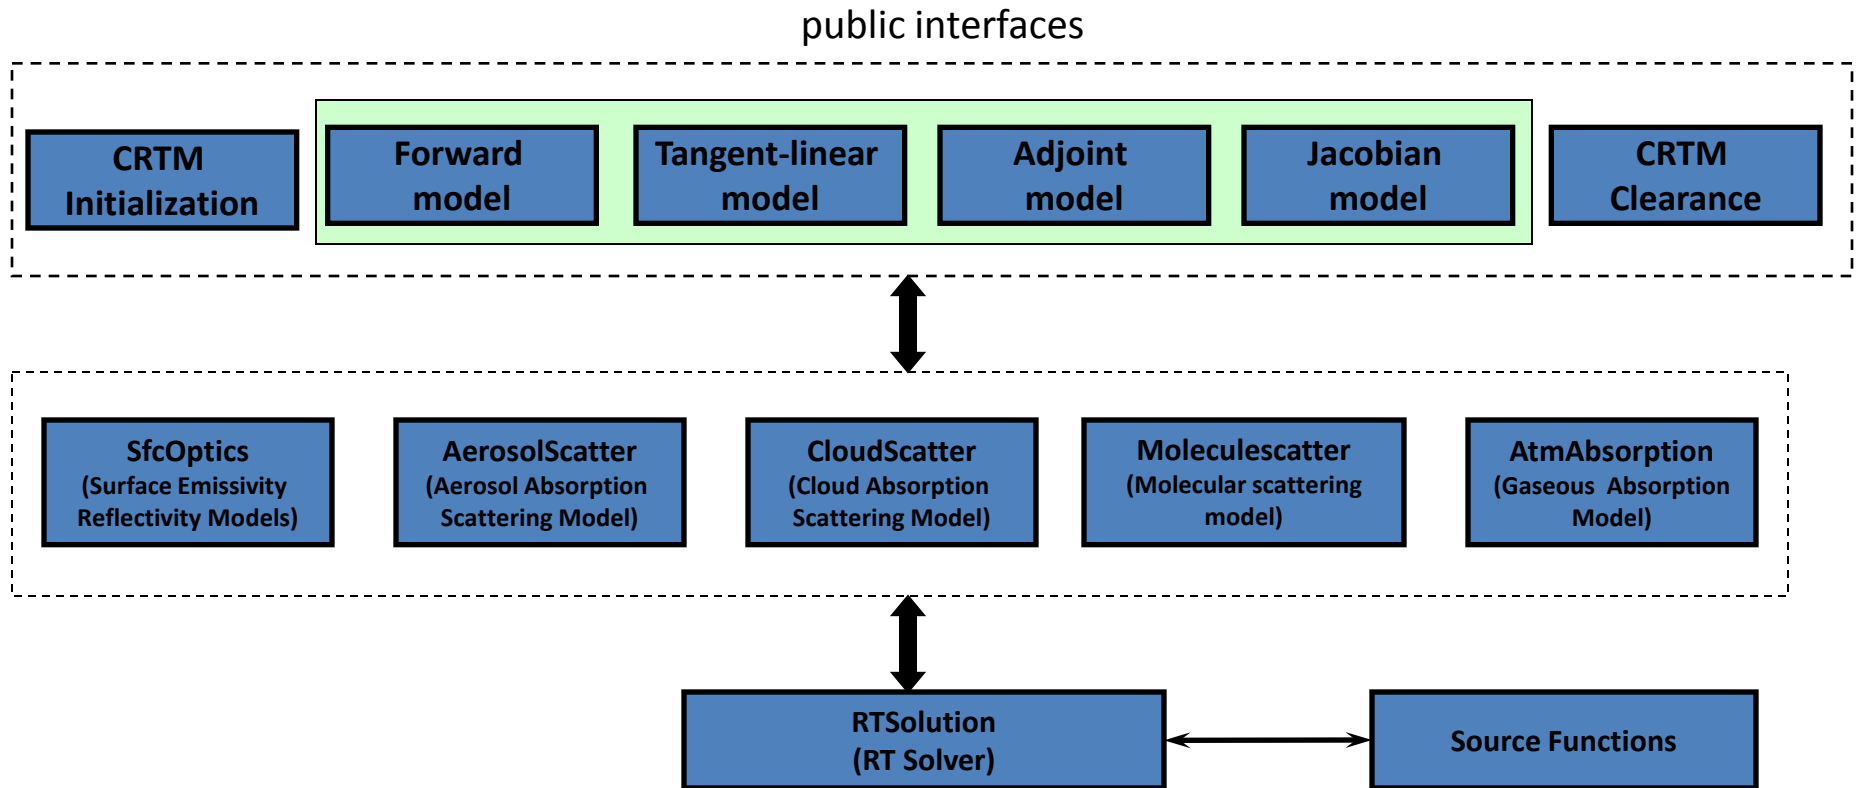 public interfaces
CRTM
Initialization
Forward
model
Tangent-linear
model
Adjoint
model
Jacobian
model
CRTM
Clearance
SfcOptics
(Surface Emissivity
Reflectivity Models)
AerosolScatter
(Aerosol Absorption
Scattering Model)
CloudScatter
(Cloud Absorption
Scattering Model)
Moleculescatter
(Molecular scattering
model)
AtmAbsorption
(Gaseous Absorption
Model)
RTSolution
(RT Solver)
Source Functions